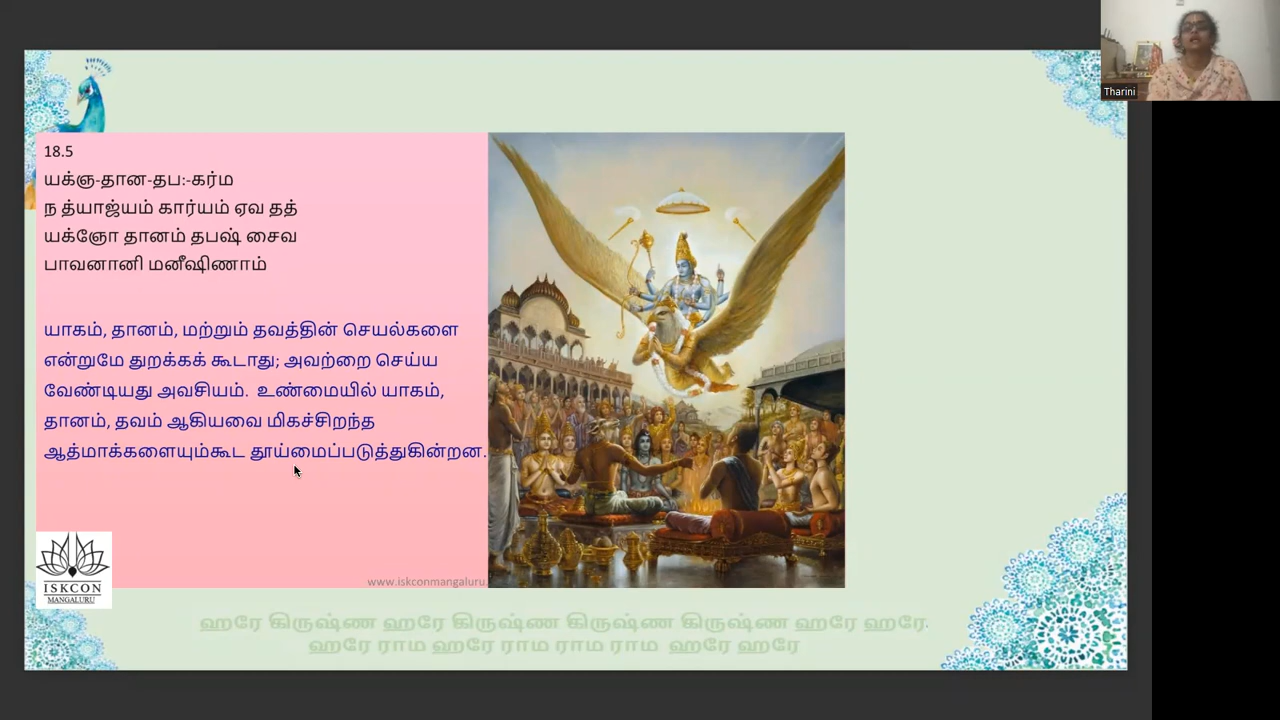 Tharini
18.5
யக்ஞ-தான-தப:-கர்ம
ந த்யாஜ்யம் கார்யம் ஏவ தத்
யக்ஞோ தானம் தபஷ் சைவ
பாவனானி மனீஷிணாம்
யாகம், தானம், மற்றும் தவத்தின் செயல்களை
என்றுமே துறக்கக் கூடாது; அவற்றை செய்ய
வேண்டியது அவசியம். உண்மையில் யாகம்,
தானம், தவம் ஆகியவை மிகச்சிறந்த
ஆத்மாக்களையும்கூட தூய்மைப்படுத்துகின்றன.
ISKCON
MANGALURU
www.iskconmangaluru.
ஹரே கிருஷ்ண ஹரே கிருஷ்ண கிருஷ்ண கிருஷ்ண ஹரே ஹரே.
ஹரே ராம ஹரே ராம ராம ராம ஹரே ஹரே